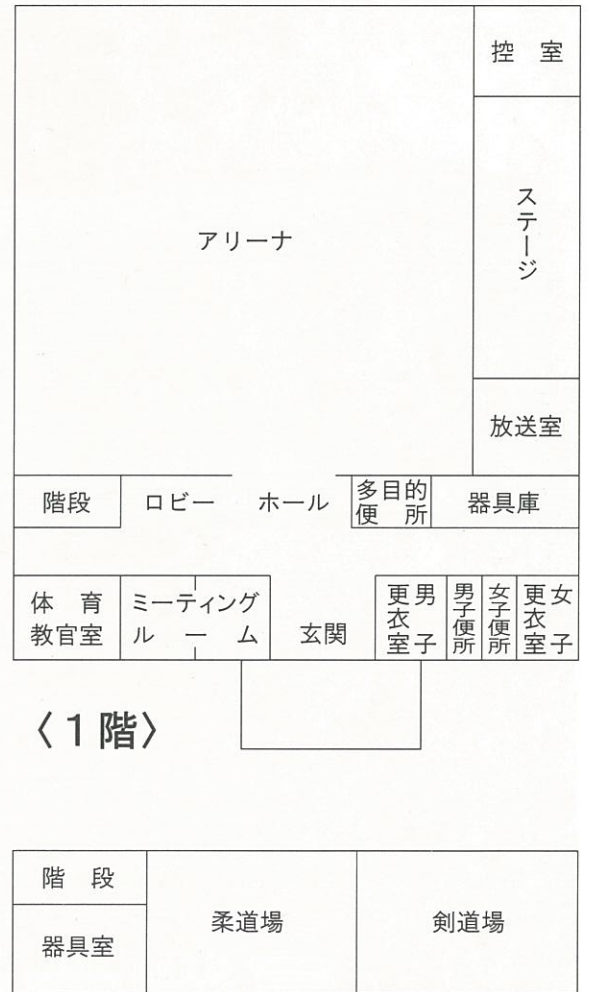 控　室
ステージ
アリーナ
放送室
階段
ロビー
ホール
多目的
便　所
器具庫
体　育
教官室
ミーティング
ルーム
玄関
男子
更衣室
男子便所
女子便所
女子
更衣室
〈1階〉
階　段
器具室
柔道場
剣道場